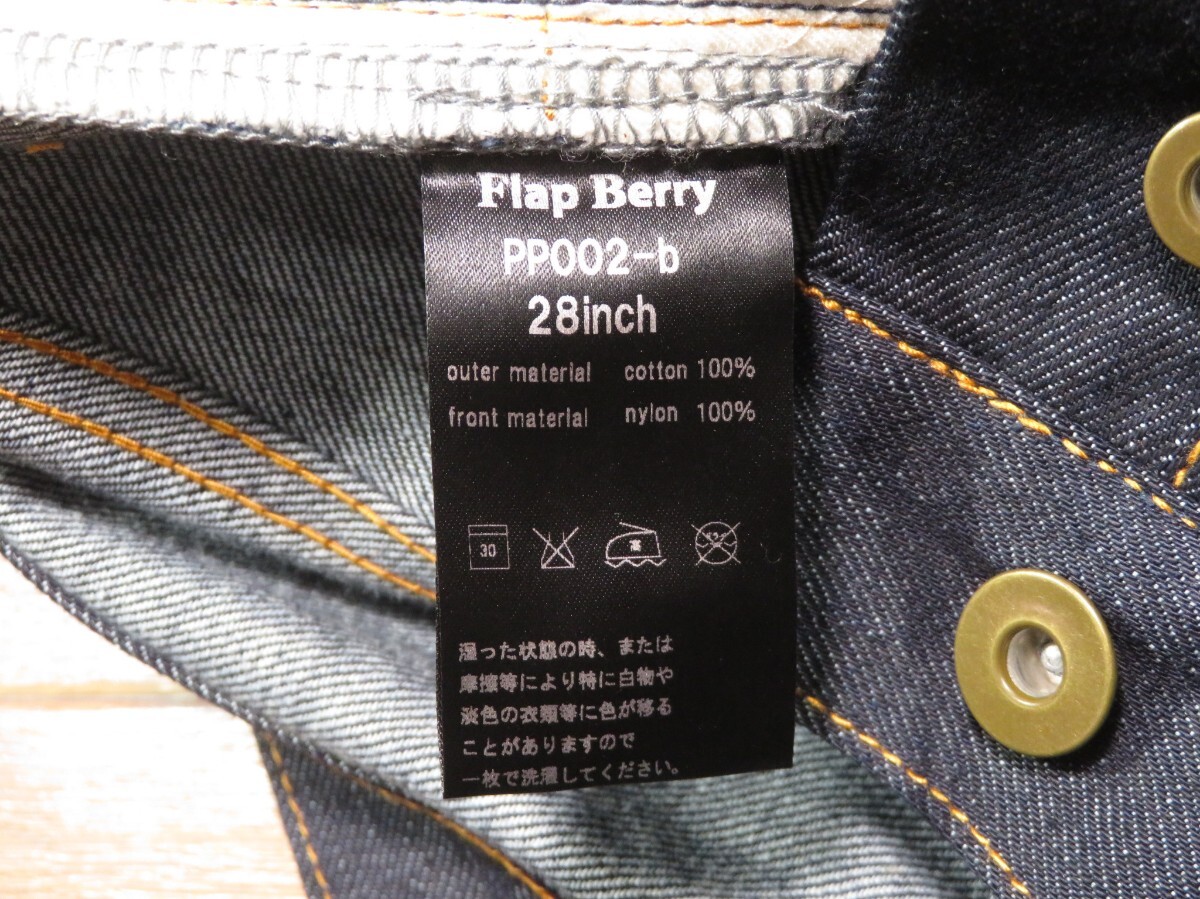 Flap Berry
PP002-b
28inch
outer material cotton 100%
front material nylon 100%
30 高
湿った状態の時、または
摩擦等により特に白物や
淡色の衣類等に色が移る
ことがありますので
一枚で洗濯してください。